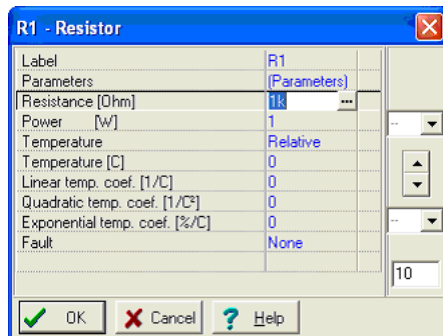 R1 - Resistor
Label R1
Parameters (Parameters)
Resistance [Ohm] 1k ...
Power [W] 1
Temperature Relative
Temperature [C] 0
Linear temp. coef. [1/C] 0
Quadratic temp. coef. [1/C²] 0
Exponential temp. coef. [%/C] 0
Fault None
--
--
10
OK Cancel ? Help